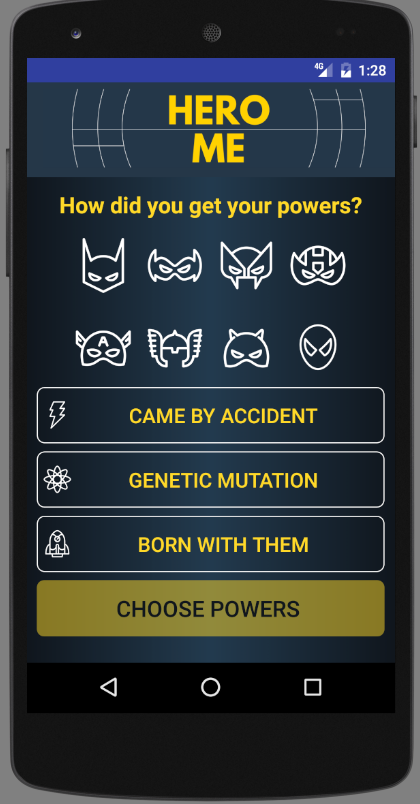 4G 1:28
HERO
ME
How did you get your powers?
A
CAME BY ACCIDENT
GENETIC MUTATION
BORN WITH THEM
CHOOSE POWERS